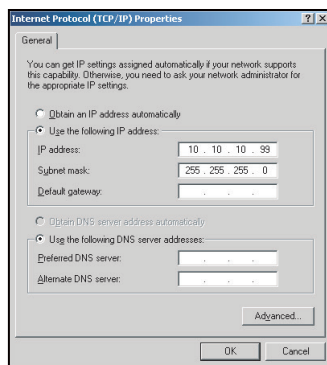 Internet Protocol (TCP/IP) Properties
General
You can get IP settings assigned automatically if your network supports
this capability. Otherwise, you need to ask your network administrator for
the appropriate IP settings.
Obtain an IP address automatically
Use the following IP address:
IP address: 10 . 10 . 10 . 99
Subnet mask: 255 . 255 . 255 . 0
Default gateway: . . .
Obtain DNS server address automatically
Use the following DNS server addresses:
Preferred DNS server: . . .
Alternate DNS server: . . .
Advanced...
OK Cancel